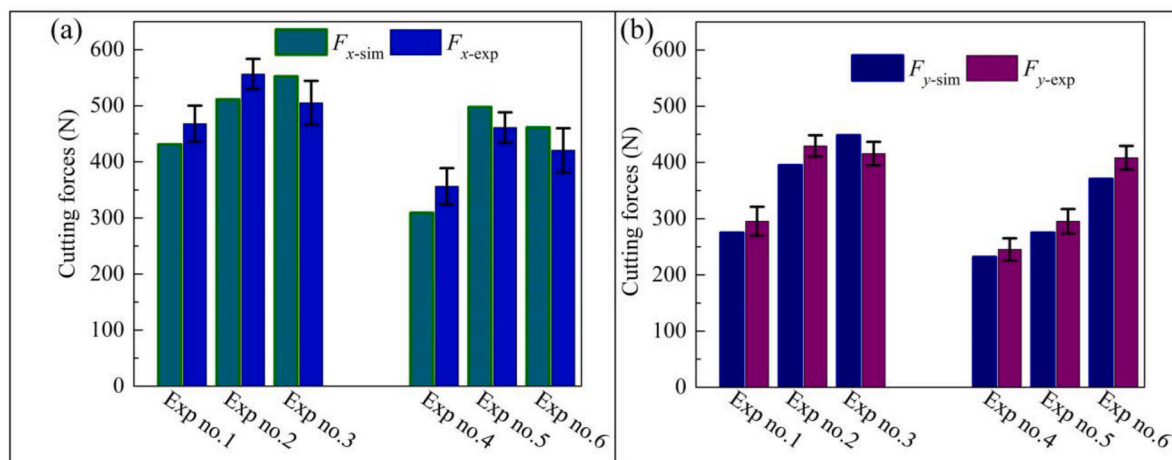 (a)
Fx-sim Fx-exp
Cutting forces (N)
600
500
400
300
200
100
0
Exp no.1
Exp no.2
Exp no.3
Exp no.4
Exp no.5
Exp no.6
(b)
Fy-sim Fy-exp
Cutting forces (N)
600
500
400
300
200
100
0
Exp no.1
Exp no.2
Exp no.3
Exp no.4
Exp no.5
Exp no.6